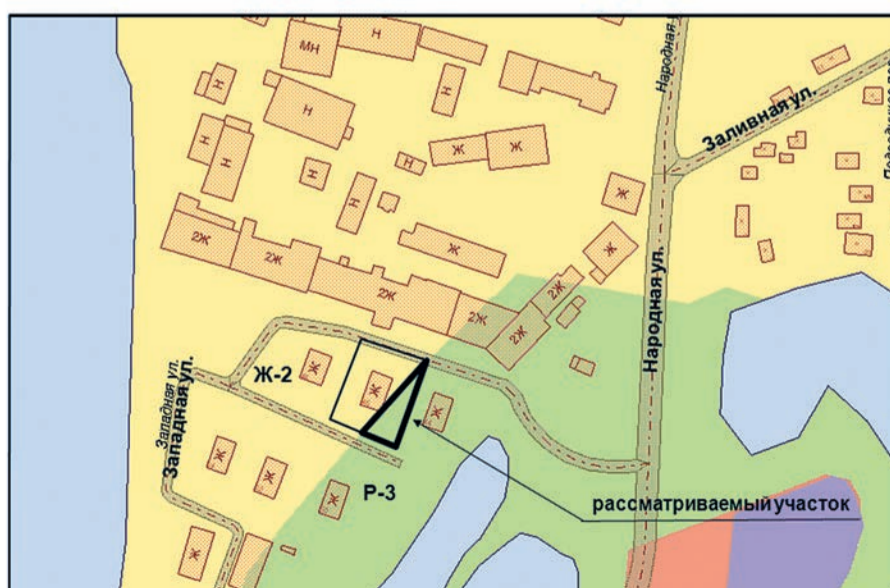 Н
МН
Н
Н
Н
Н
Н
Н
Н
Н
Ж
Ж
Народная
Заливная ул.
Ж
Ж
Ж
2Ж
2Ж
2Ж
2Ж
2Ж
2Ж
Народная ул.
Западная ул.
Западная ул.
Ж-2
Ж
Ж
Ж
Ж
Ж
Ж
Ж
Р-3
рассматриваемый участок